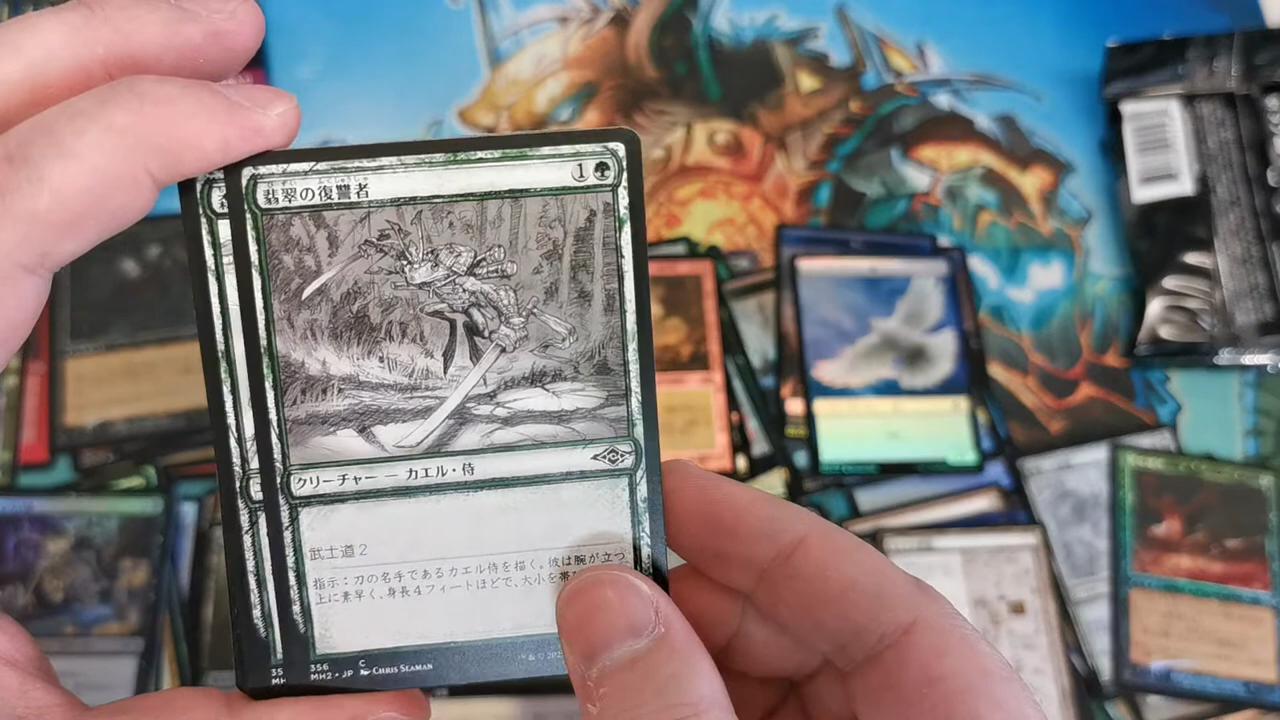 翡翠の復讐者
1
クリーチャー — カエル・侍
武士道2
指示:刀の名手であるカエル侍を描く。彼は腕が立つ
上に素早く、身長4フィートほどで、大小を帯
356 C
MH2 • JP CHRIS SEAMAN
35
MH